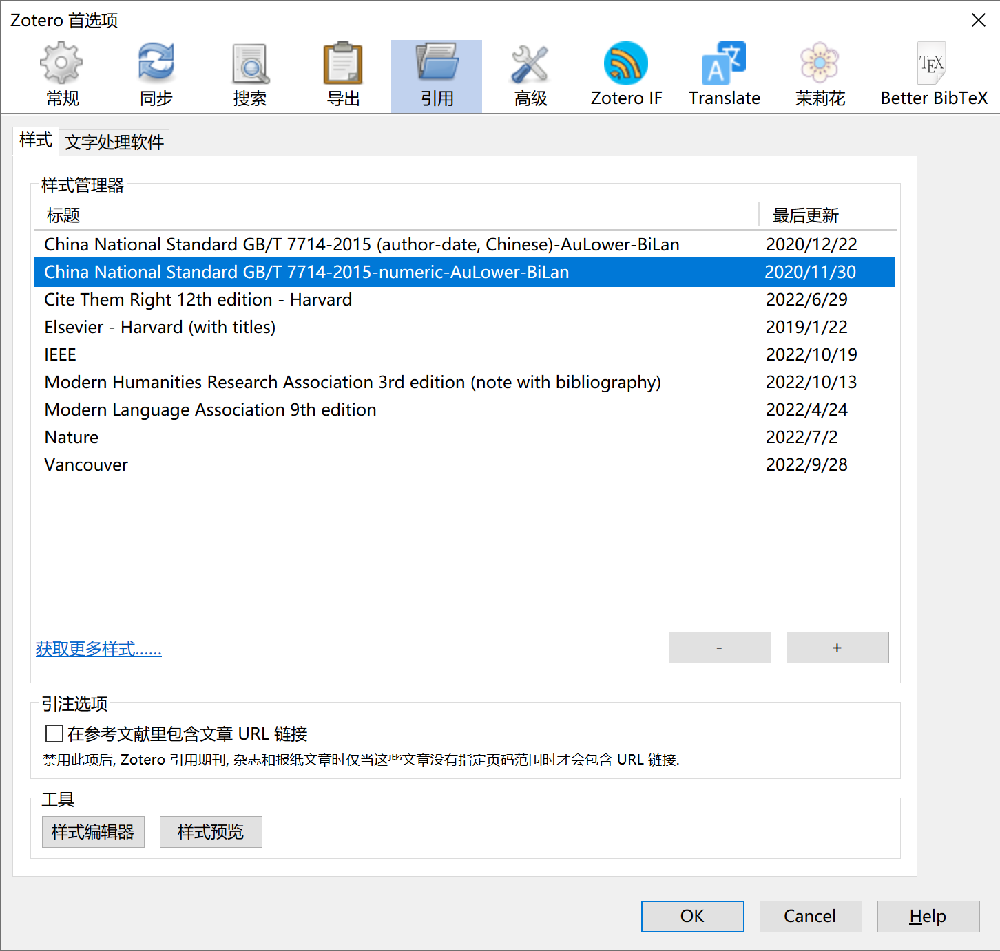 Zotero 首选项
常规 同步 搜索 导出 引用 高级 Zotero IF Translate 茉莉花 Better BibTeX
样式 文字处理软件
样式管理器
标题 最后更新
China National Standard GB/T 7714-2015 (author-date, Chinese)-AuLower-BiLan 2020/12/22
China National Standard GB/T 7714-2015-numeric-AuLower-BiLan 2020/11/30
Cite Them Right 12th edition - Harvard 2022/6/29
Elsevier - Harvard (with titles) 2019/1/22
IEEE 2022/10/19
Modern Humanities Research Association 3rd edition (note with bibliography) 2022/10/13
Modern Language Association 9th edition 2022/4/24
Nature 2022/7/2
Vancouver 2022/9/28
获取更多样式...... - +
引注选项
在参考文献里包含文章 URL 链接
禁用此项后, Zotero 引用期刊, 杂志和报纸文章时仅当这些文章没有指定页码范围时才会包含 URL 链接.
工具
样式编辑器 样式预览
OK Cancel Help